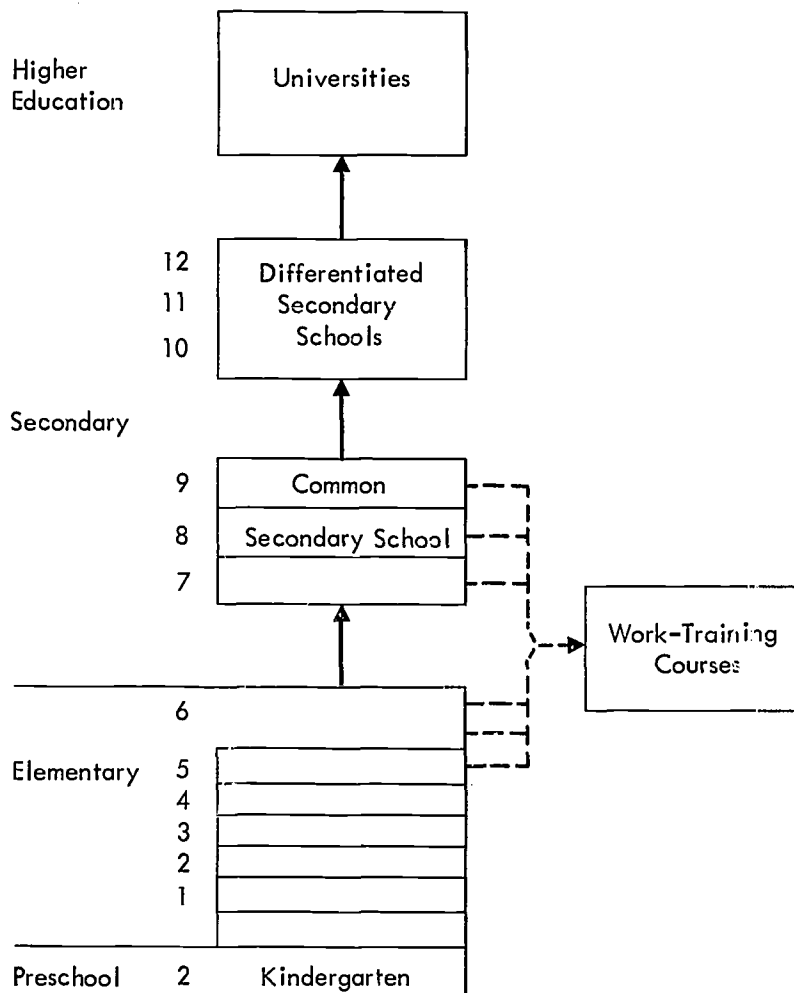 Higher
Education
Universities
12
11
10
Differentiated
Secondary
Schools
Secondary
9 Common
8 Secondary School
7
Work-Training
Courses
6
Elementary 5
4
3
2
1
Preschool 2 Kindergarten